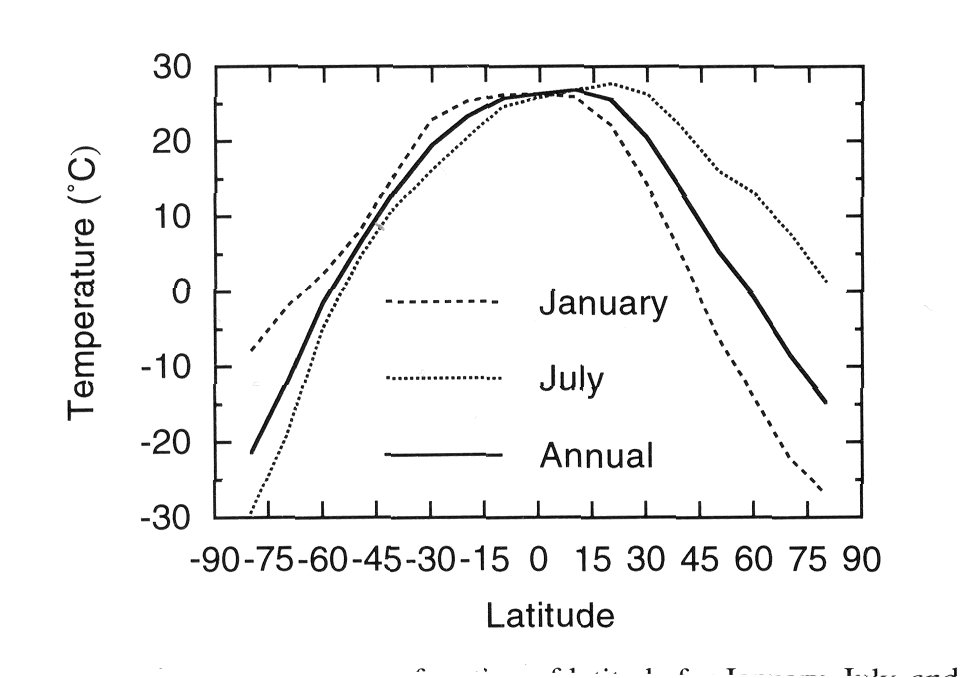 30
20
10
0
-10
-20
-30
Temperature (°C)
January
July
Annual
-90 -75 -60 -45 -30 -15 0 15 30 45 60 75 90
Latitude
of latitude for January, July, and